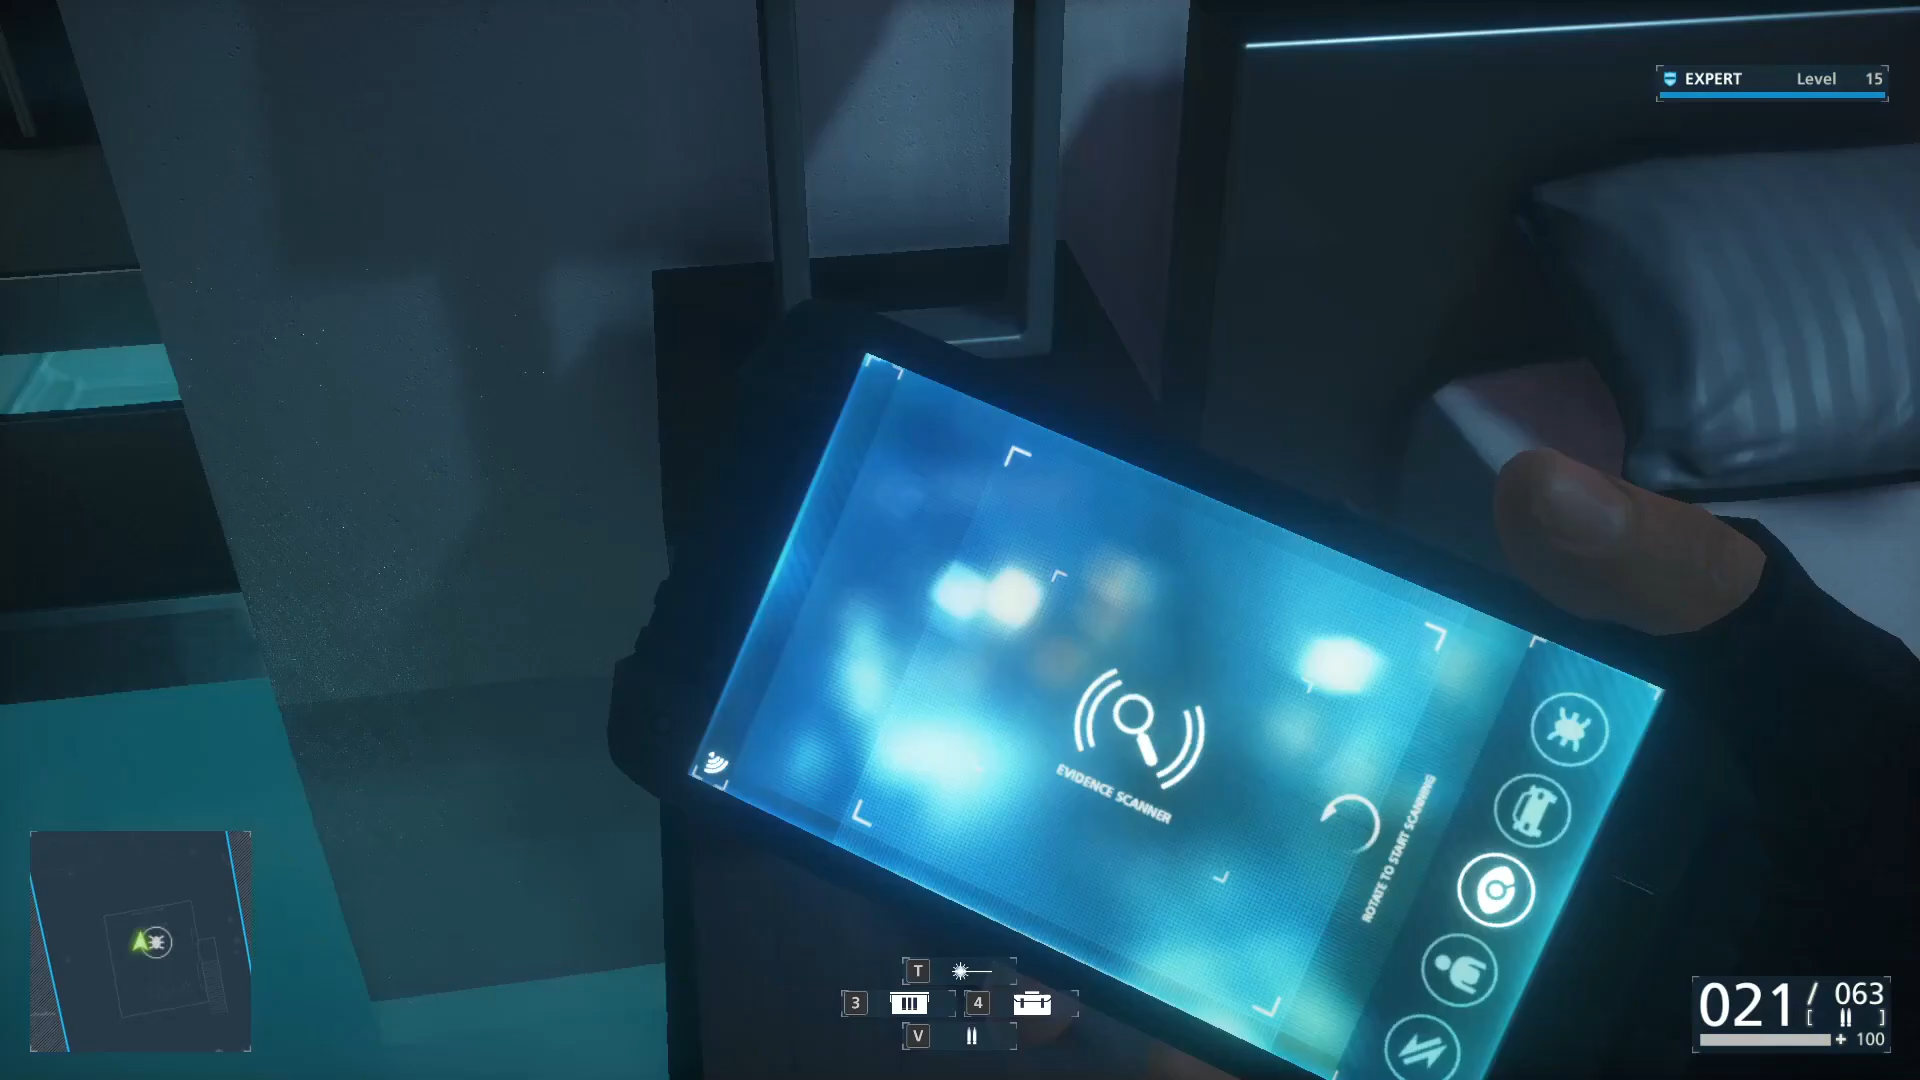 EXPERT Level 15
EVIDENCE SCANNER
ROTATE TO START SCANNING
T
3 4
V
021 / 063
[ ]
+ 100